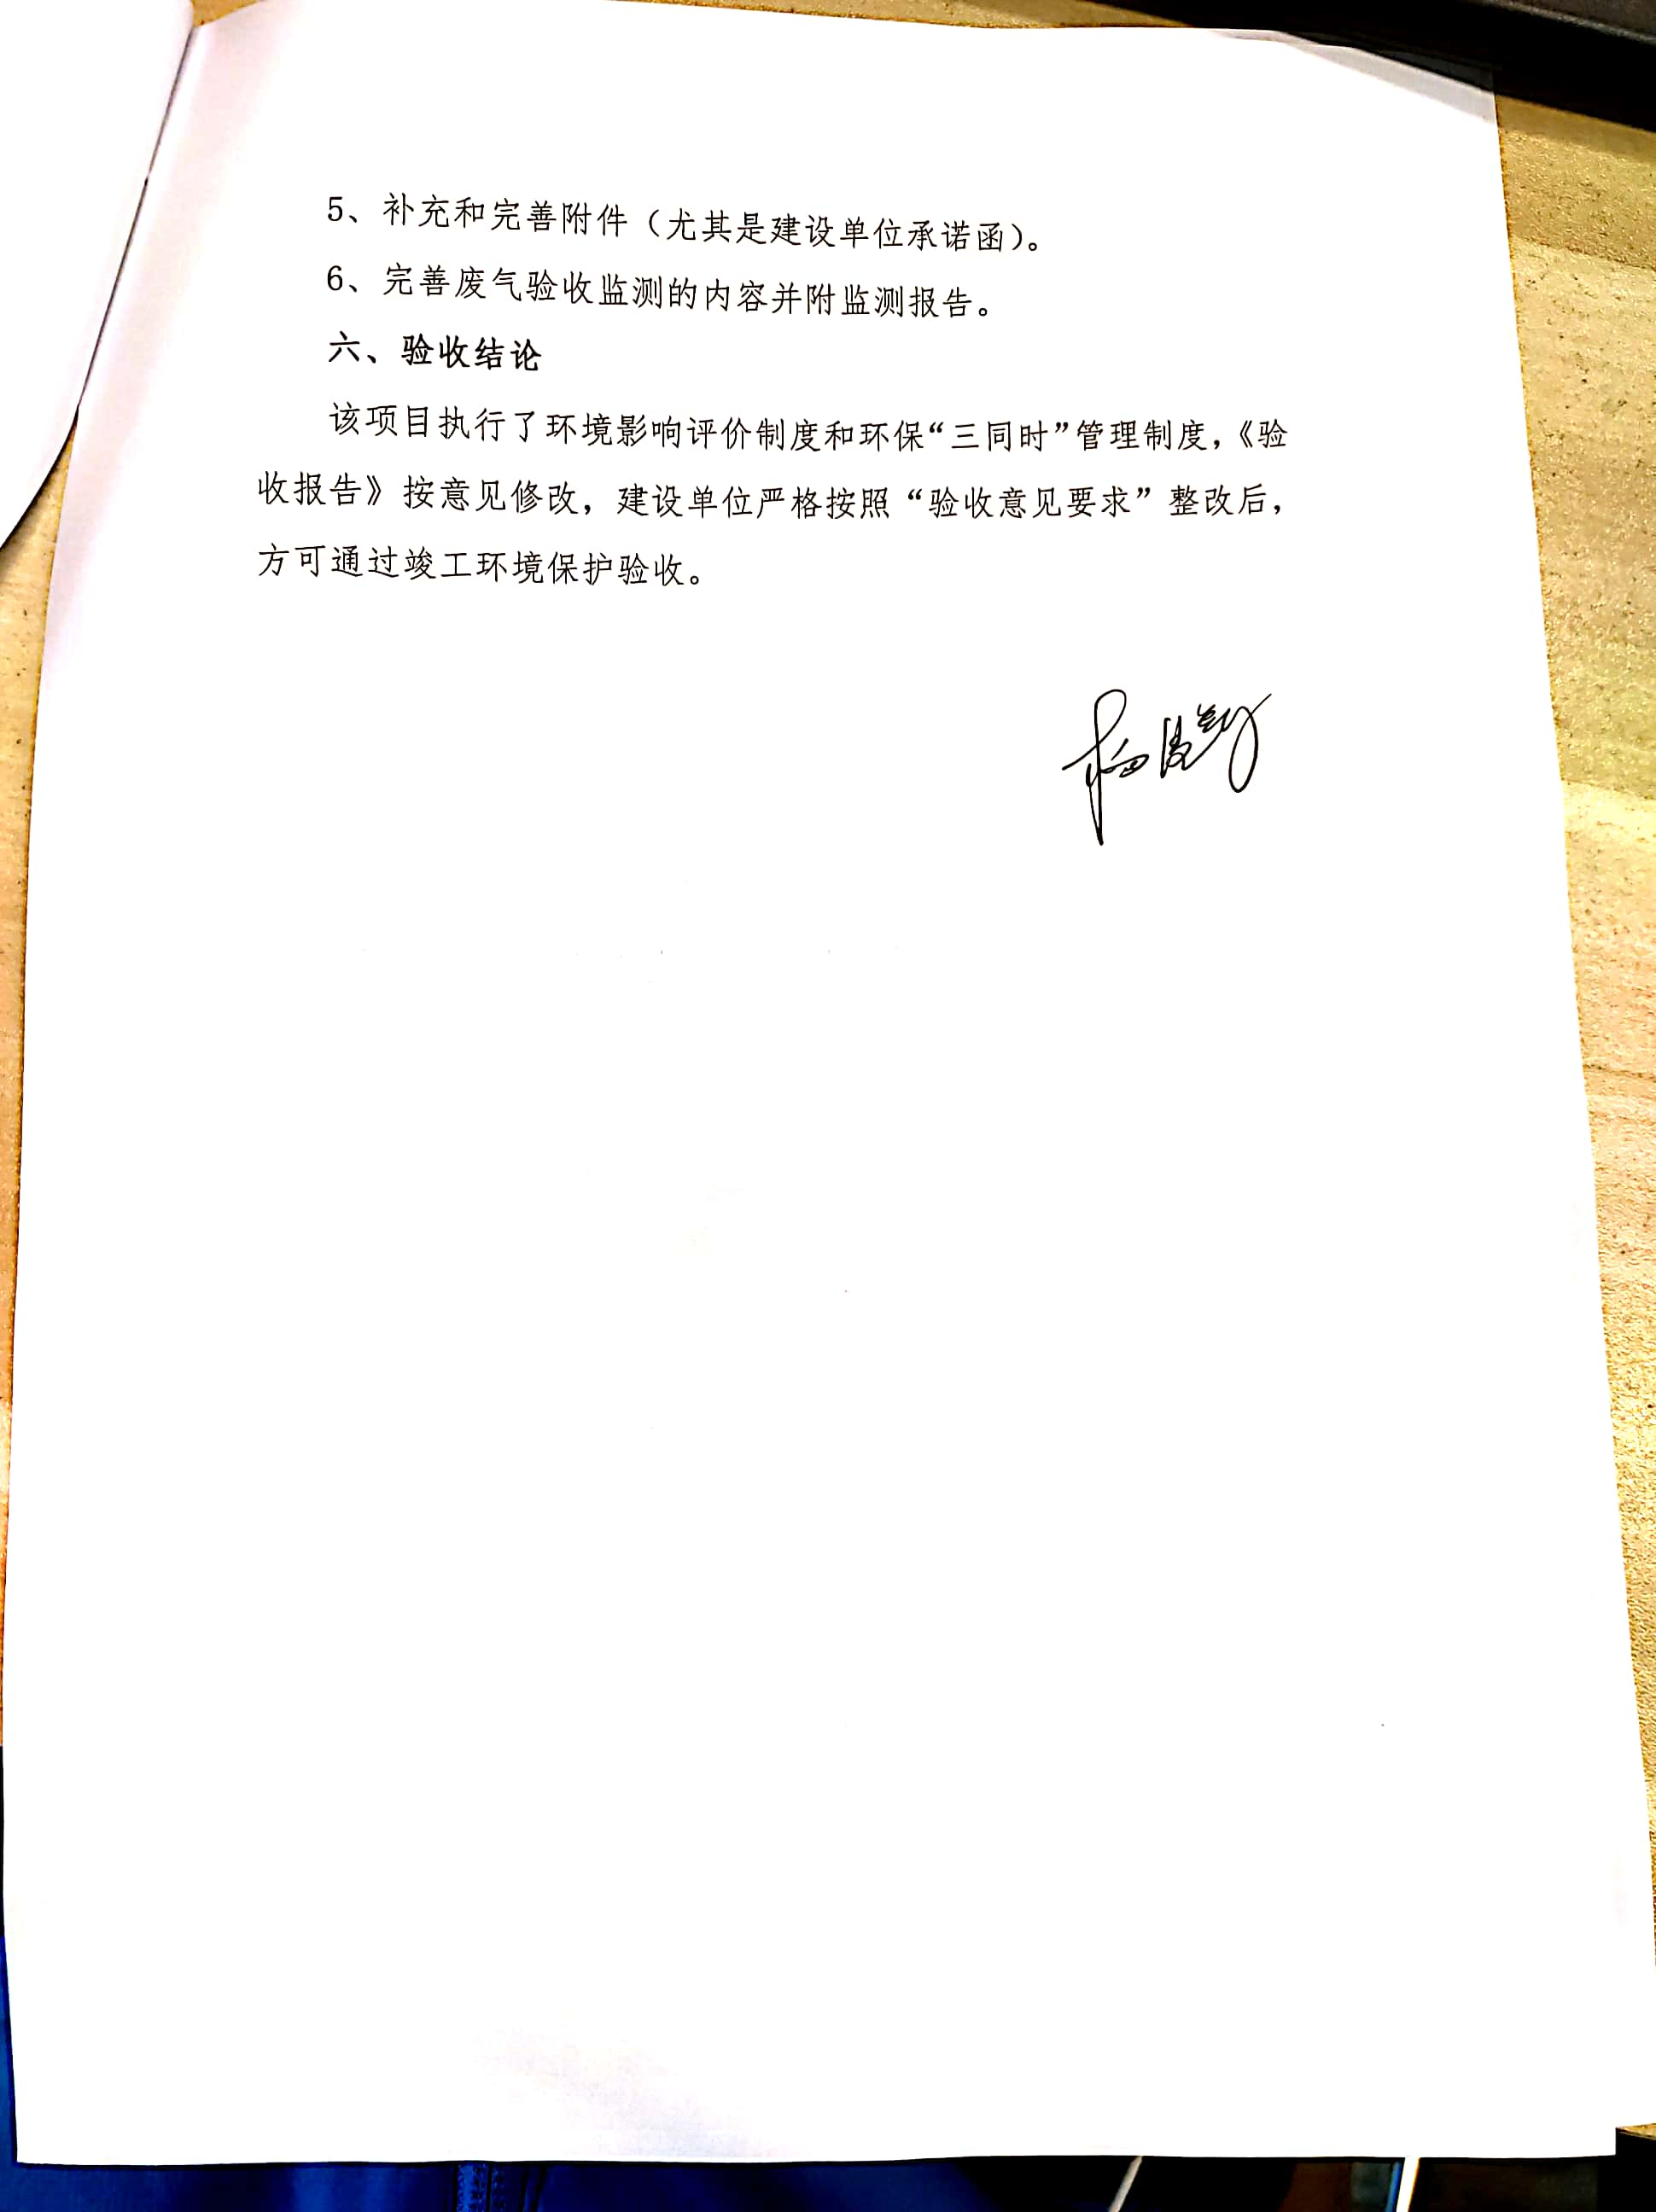 5、补充和完善附件（尤其是建设单位承诺函）。
6、完善废气验收监测的内容并附监测报告。
六、验收结论
该项目执行了环境影响评价制度和环保“三同时”管理制度，《验
收报告》按意见修改，建设单位严格按照“验收意见要求”整改后，
方可通过竣工环境保护验收。